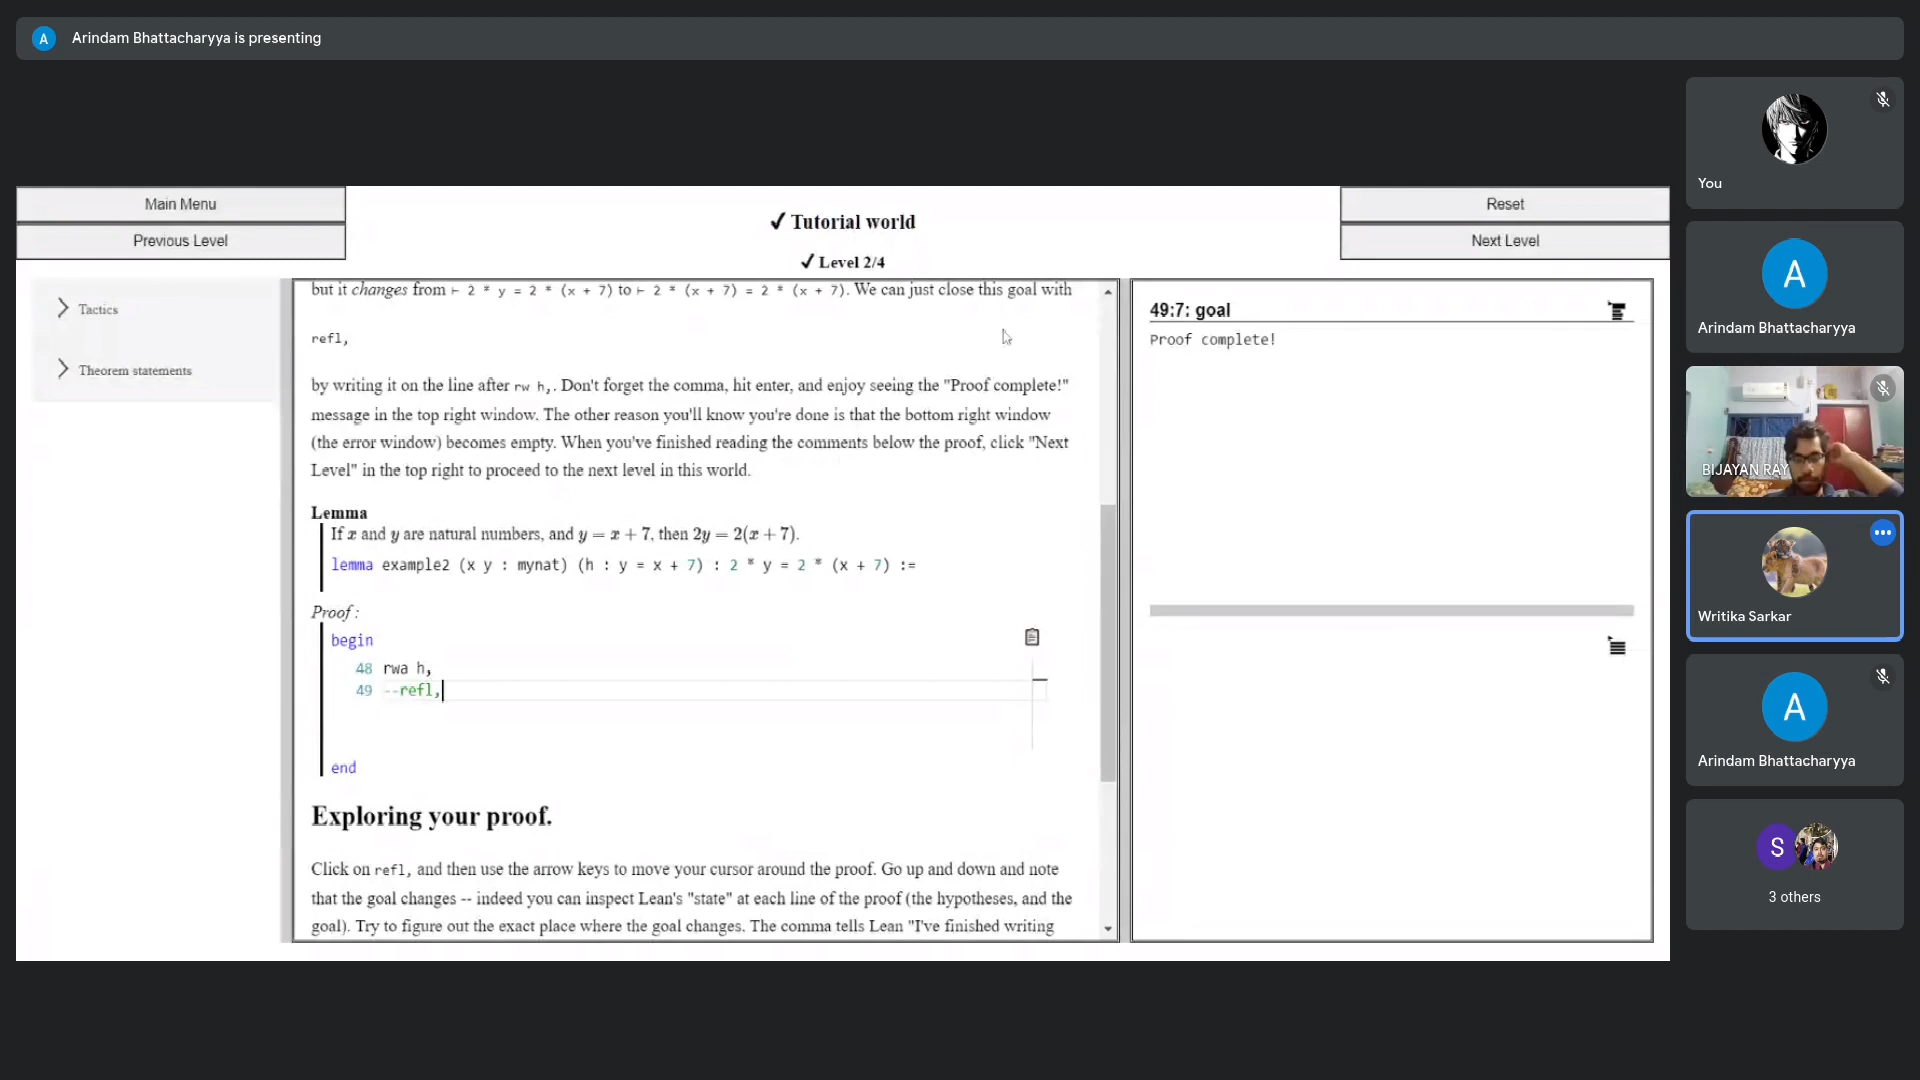 A Arindam Bhattacharyya is presenting
Main Menu
Previous Level
✓ Tutorial world
✓ Level 2/4
Reset
Next Level
Tactics
Theorem statements
but it changes from ⊢ 2 * y = 2 * (x + 7) to ⊢ 2 * (x + 7) = 2 * (x + 7). We can just close this goal with
refl,
by writing it on the line after rw h,. Don't forget the comma, hit enter, and enjoy seeing the "Proof complete!"
message in the top right window. The other reason you'll know you're done is that the bottom right window
(the error window) becomes empty. When you've finished reading the comments below the proof, click "Next
Level" in the top right to proceed to the next level in this world.
Lemma
If x and y are natural numbers, and y = x + 7, then 2y = 2(x + 7).
lemma example2 (x y : mynat) (h : y = x + 7) : 2 * y = 2 * (x + 7) :=
Proof :
begin
48 rwa h,
49 --refl,
end
Exploring your proof.
Click on refl, and then use the arrow keys to move your cursor around the proof. Go up and down and note
that the goal changes -- indeed you can inspect Lean's "state" at each line of the proof (the hypotheses, and the
goal). Try to figure out the exact place where the goal changes. The comma tells Lean "I've finished writing
49:7: goal
Proof complete!
You
A
Arindam Bhattacharyya
BIJAYAN RAY
Writika Sarkar
A
Arindam Bhattacharyya
S
3 others